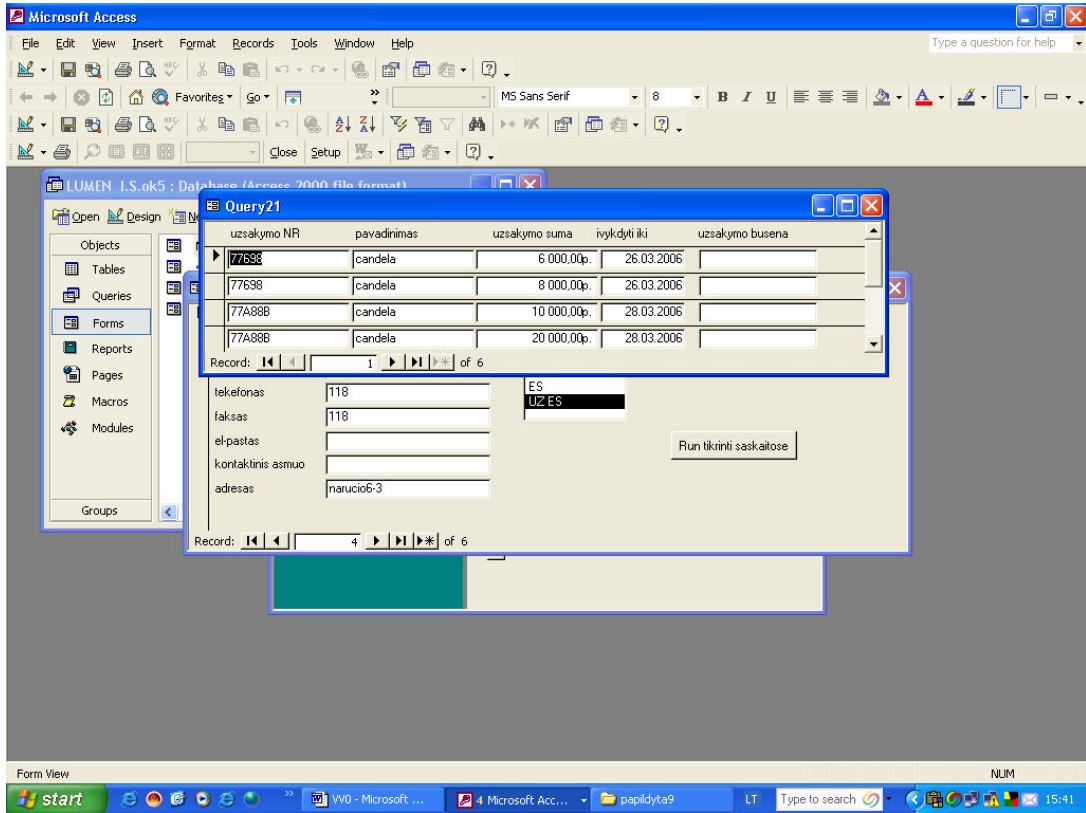 Microsoft Access
File Edit View Insert Format Records Tools Window Help Type a question for help
Favorites Go » MS Sans Serif 8 B I U
Close Setup
LUMEN I.S.ok5 : Database (Access 2000 file format)
Open Design
Objects
Tables
Queries
Forms
Reports
Pages
Macros
Modules
Groups
Query21
uzsakymo NR pavadinimas uzsakymo suma ivykdyti iki uzsakymo busena
77698 candela 6 000,00р. 26.03.2006
77698 candela 8 000,00р. 26.03.2006
77A88B candela 10 000,00р. 28.03.2006
77A88B candela 20 000,00р. 28.03.2006
Record: 1 of 6
tekefonas 118
faksas 118
el-pastas
kontaktinis asmuo
adresas narucio6-3
ES
UZ ES
Run tikrinti saskaitose
Record: 4 of 6
Form View NUM
start » VV0 - Microsoft ... 4 Microsoft Acc... papildyta9 LT Type to search 15:41